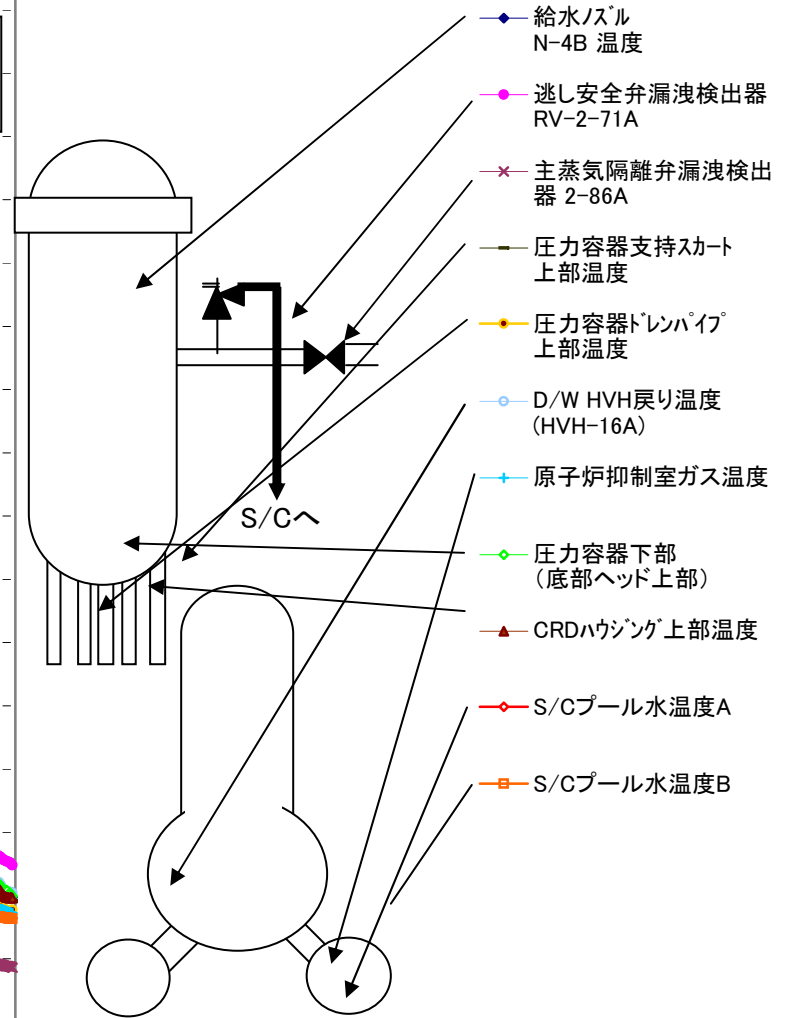 給水ノズル
N-4B 温度
逃し安全弁漏洩検出器
RV-2-71A
主蒸気隔離弁漏洩検出
器 2-86A
圧力容器支持スカート
上部温度
圧力容器ドレンパイプ
上部温度
D/W HVH戻り温度
(HVH-16A)
原子炉抑制室ガス温度
S/Cへ
圧力容器下部
（底部ヘッド上部）
CRDハウジング上部温度
S/Cプール水温度A
S/Cプール水温度B